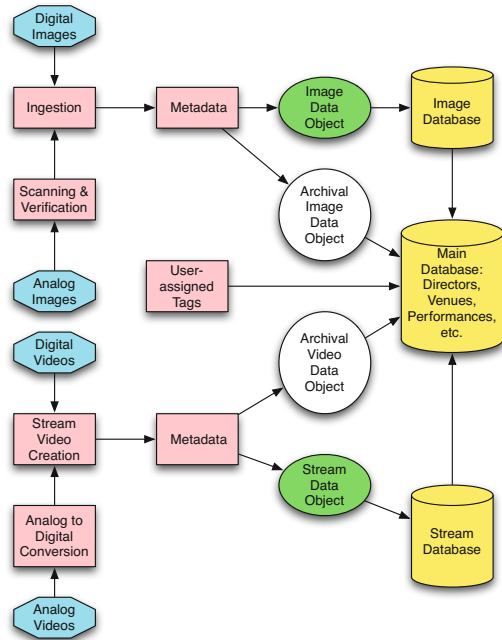 Digital
Images
Ingestion
Metadata
Image
Data
Object
Image
Database
Scanning &
Verification
Archival
Image
Data
Object
Analog
Images
User-
assigned
Tags
Main
Database:
Directors,
Venues,
Performances,
etc.
Digital
Videos
Archival
Video
Data
Object
Stream
Video
Creation
Metadata
Stream
Data
Object
Analog to
Digital
Conversion
Stream
Database
Analog
Videos